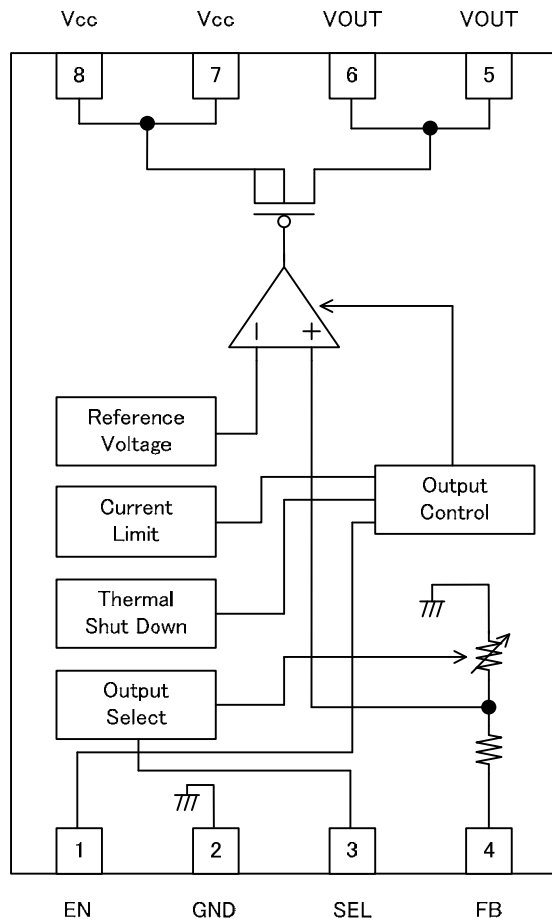 Vcc Vcc VOUT VOUT
8 7 6 5
− +
Reference
Voltage
Current
Limit
Output
Control
Thermal
Shut Down
Output
Select
1 2 3 4
EN GND SEL FB